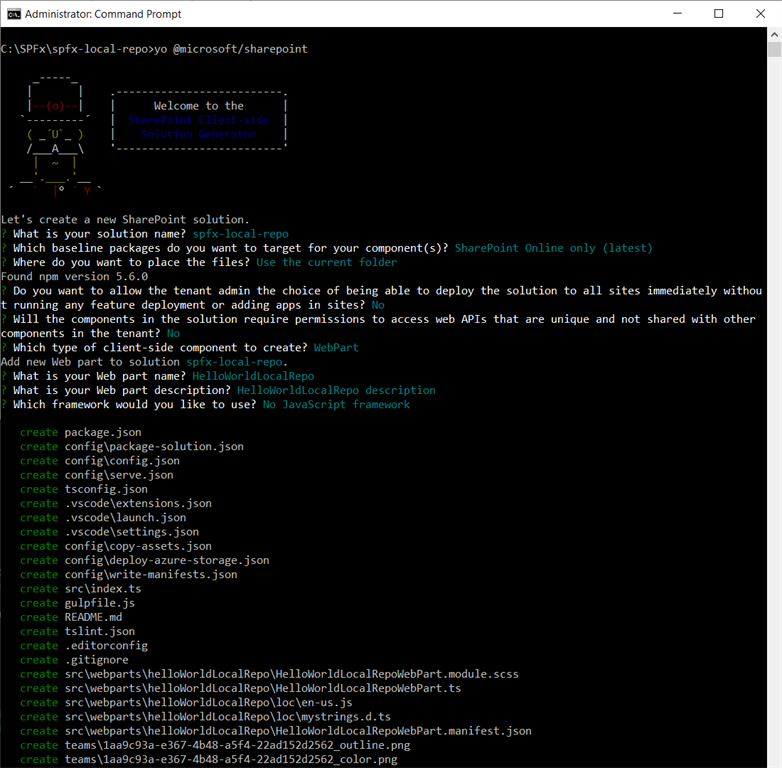 Administrator: Command Prompt
C:\SPFx\spfx-local-repo>yo @microsoft/sharepoint
Welcome to the
SharePoint Client-side
Solution Generator
Let's create a new SharePoint solution.
? What is your solution name? spfx-local-repo
? Which baseline packages do you want to target for your component(s)? SharePoint Online only (latest)
? Where do you want to place the files? Use the current folder
Found npm version 5.6.0
? Do you want to allow the tenant admin the choice of being able to deploy the solution to all sites immediately withou
t running any feature deployment or adding apps in sites? No
? Will the components in the solution require permissions to access web APIs that are unique and not shared with other
components in the tenant? No
? Which type of client-side component to create? WebPart
Add new Web part to solution spfx-local-repo.
? What is your Web part name? HelloWorldLocalRepo
? What is your Web part description? HelloWorldLocalRepo description
? Which framework would you like to use? No JavaScript framework
create package.json
create config\package-solution.json
create config\config.json
create config\serve.json
create tsconfig.json
create .vscode\extensions.json
create .vscode\launch.json
create .vscode\settings.json
create config\copy-assets.json
create config\deploy-azure-storage.json
create config\write-manifests.json
create src\index.ts
create gulpfile.js
create README.md
create tslint.json
create .editorconfig
create .gitignore
create src\webparts\helloWorldLocalRepo\HelloWorldLocalRepoWebPart.module.scss
create src\webparts\helloWorldLocalRepo\HelloWorldLocalRepoWebPart.ts
create src\webparts\helloWorldLocalRepo\loc\en-us.js
create src\webparts\helloWorldLocalRepo\loc\mystrings.d.ts
create src\webparts\helloWorldLocalRepo\HelloWorldLocalRepoWebPart.manifest.json
create teams\1aa9c93a-e367-4b48-a5f4-22ad152d2562_outline.png
create teams\1aa9c93a-e367-4b48-a5f4-22ad152d2562_color.png